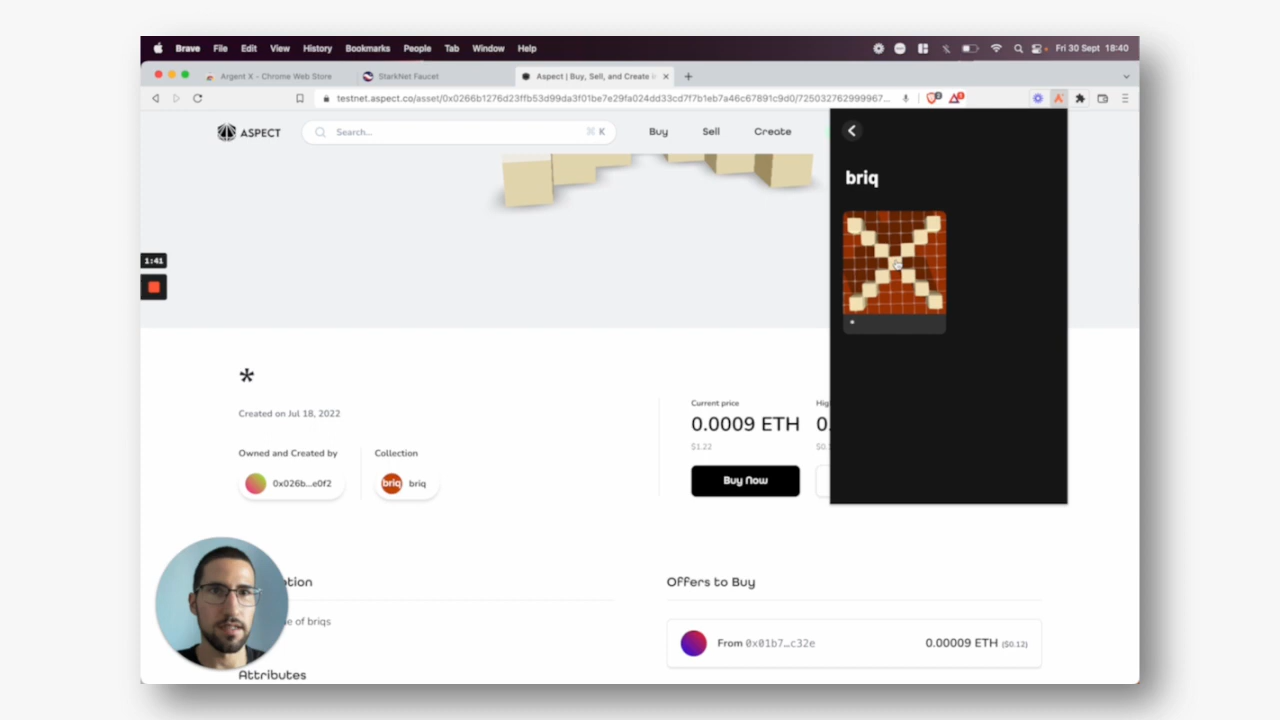 Brave File Edit View History Bookmarks People Tab Window Help Fri 30 Sept 18:40
Argent X - Chrome Web Store StarkNet Faucet Aspect | Buy, Sell, and Create
testnet.aspect.co/asset/0x0266b1276d23ffb53d99da3f01be7e29fa024dd33cd7f7b1eb7a46c67891c9d0/725032762999967...
ASPECT Search... ⌘ K Buy Sell Create
briq
*
1:41
*
Created on Jul 18, 2022
Current price
0.0009 ETH
$1.22
Owned and Created by Collection
0x026b...e0f2 briq briq
Buy Now
Offers to Buy
of briqs
From 0x01b7...c32e 0.00009 ETH ($0.12)
Attributes